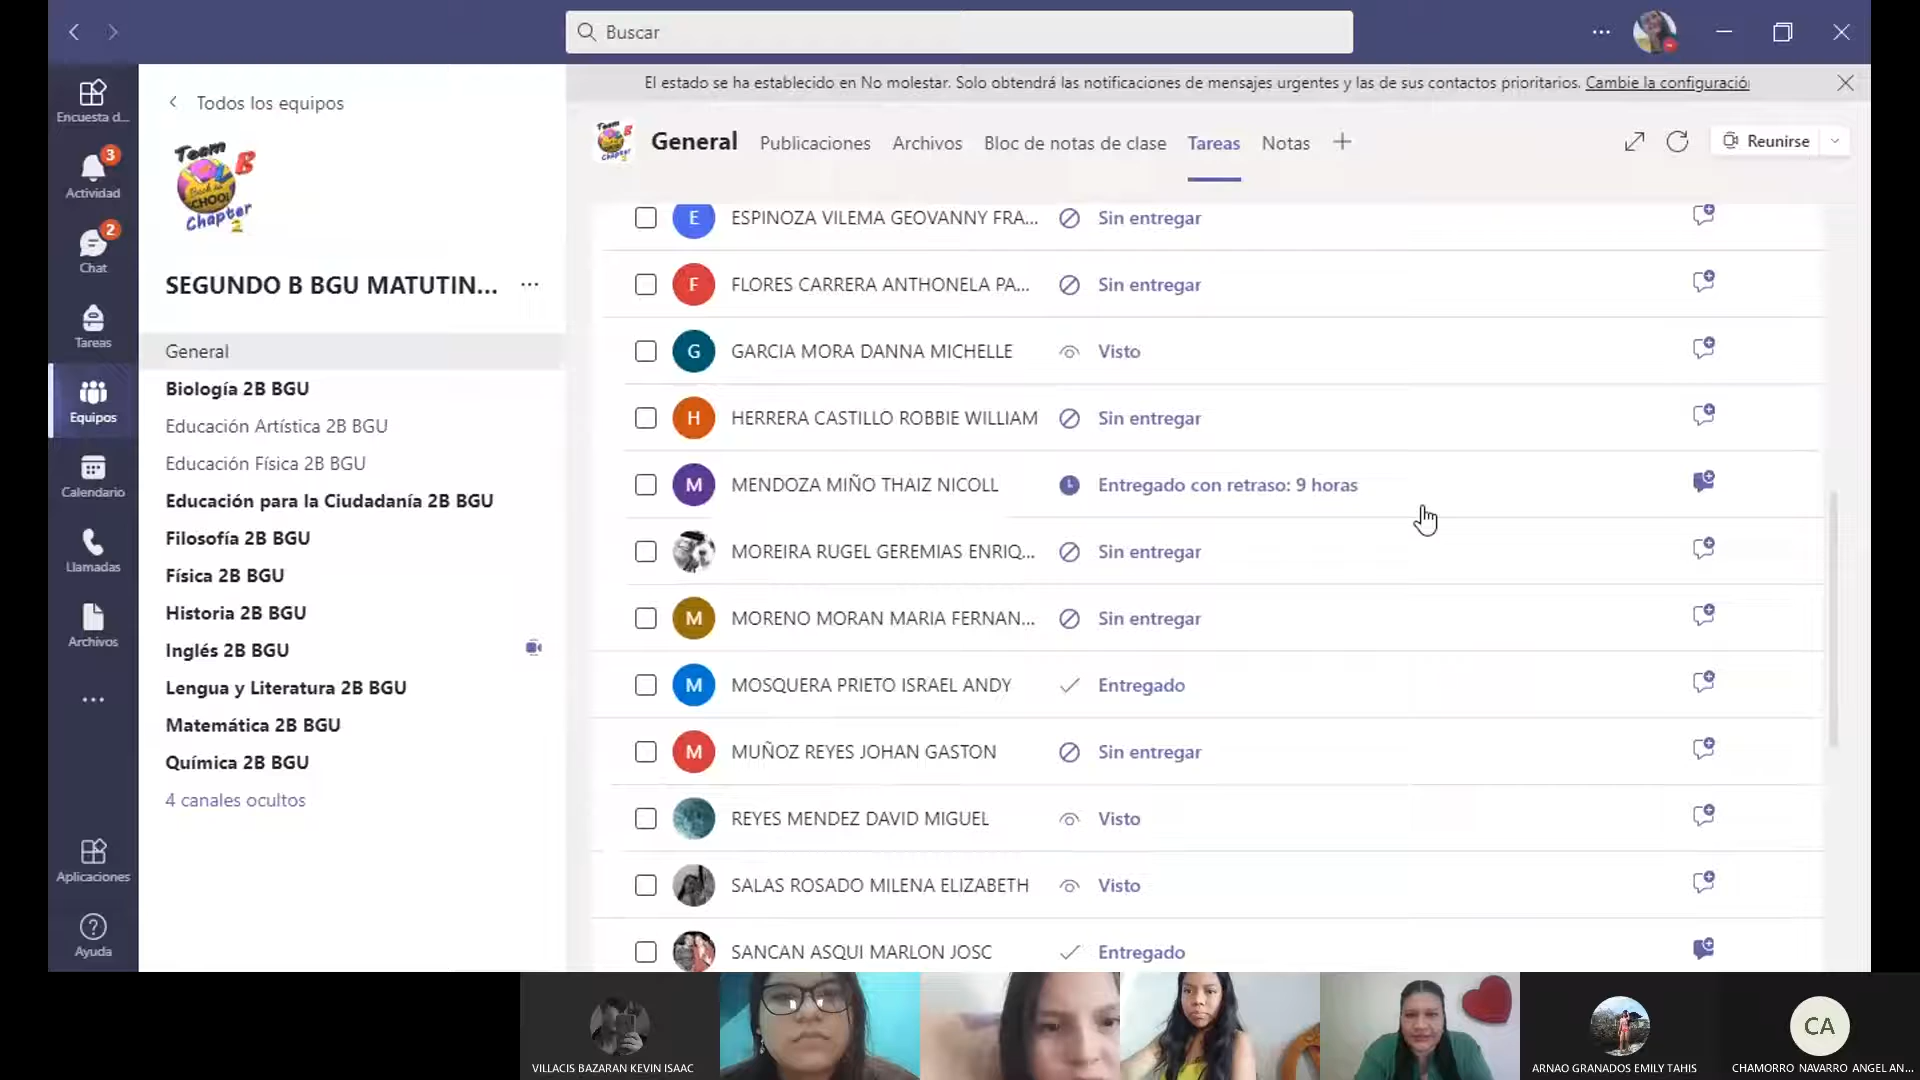 Buscar
El estado se ha establecido en No molestar. Solo obtendrá las notificaciones de mensajes urgentes y las de sus contactos prioritarios. Cambie la configuració
Encuesta d...
3
Actividad
2
Chat
Tareas
Equipos
Calendario
Llamadas
Archivos
Aplicaciones
Ayuda
Todos los equipos
Team B
Back to
SCHOOL
Chapter
2
SEGUNDO B BGU MATUTIN...
General
Biología 2B BGU
Educación Artística 2B BGU
Educación Física 2B BGU
Educación para la Ciudadanía 2B BGU
Filosofía 2B BGU
Física 2B BGU
Historia 2B BGU
Inglés 2B BGU
Lengua y Literatura 2B BGU
Matemática 2B BGU
Química 2B BGU
4 canales ocultos
General Publicaciones Archivos Bloc de notas de clase Tareas Notas
Reunirse
E ESPINOZA VILEMA GEOVANNY FRA... Sin entregar
F FLORES CARRERA ANTHONELA PA... Sin entregar
G GARCIA MORA DANNA MICHELLE Visto
H HERRERA CASTILLO ROBBIE WILLIAM Sin entregar
M MENDOZA MIÑO THAIZ NICOLL Entregado con retraso: 9 horas
MOREIRA RUGEL GEREMIAS ENRIQ... Sin entregar
M MORENO MORAN MARIA FERNAN... Sin entregar
M MOSQUERA PRIETO ISRAEL ANDY Entregado
M MUÑOZ REYES JOHAN GASTON Sin entregar
REYES MENDEZ DAVID MIGUEL Visto
SALAS ROSADO MILENA ELIZABETH Visto
SANCAN ASQUI MARLON JOSC Entregado
VILLACIS BAZARAN KEVIN ISAAC
ARNAO GRANADOS EMILY TAHIS
CA
CHAMORRO NAVARRO ANGEL AN...